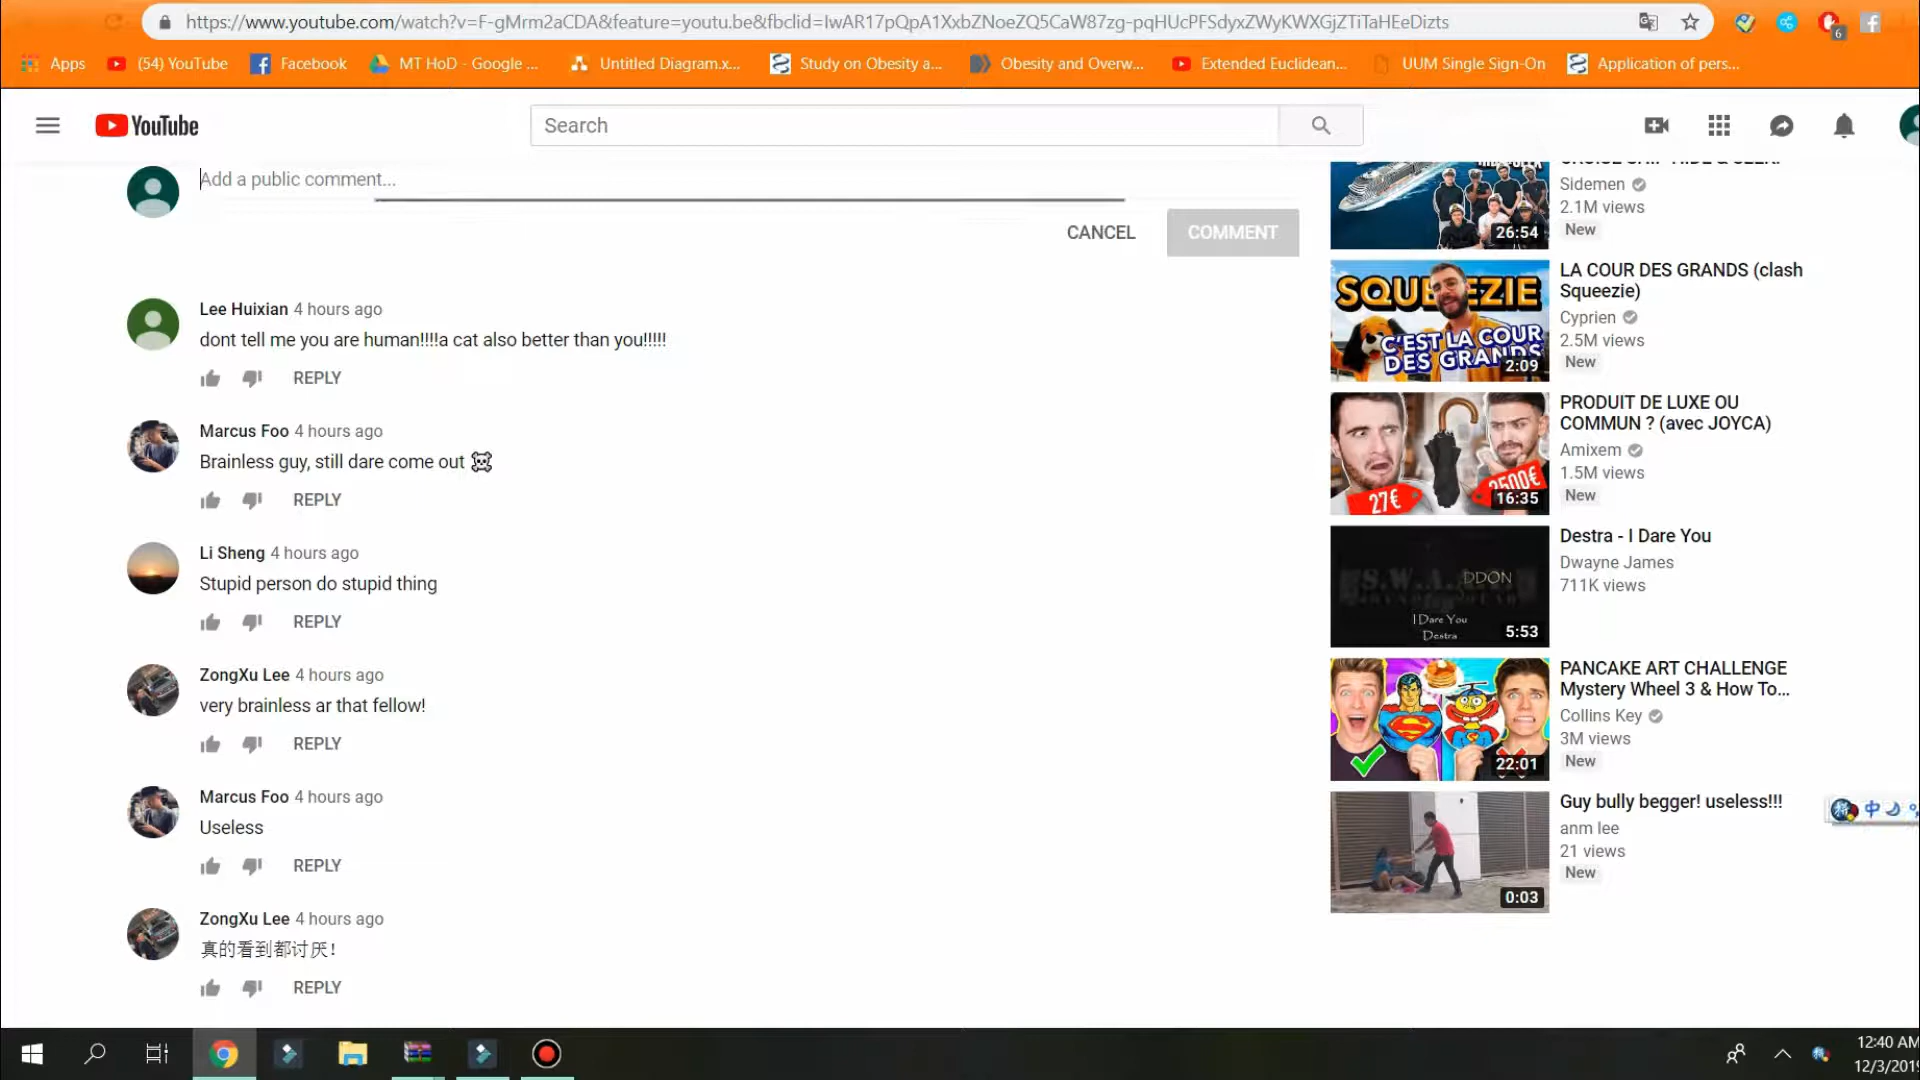 https://www.youtube.com/watch?v=F-gMrm2aCDA&feature=youtu.be&fbclid=IwAR17pQpA1XxbZNoeZQ5CaW87zg-pqHUcPFSdyxZWyKWXGjZTiTaHEeDizts
6
Apps
(54) YouTube
Facebook
MT HoD - Google ...
Untitled Diagram.x...
Study on Obesity a...
Obesity and Overw...
Extended Euclidean...
UUM Single Sign-On
Application of pers...
YouTube
Search
Add a public comment...
CANCEL
COMMENT
Lee Huixian 4 hours ago
dont tell me you are human!!!!a cat also better than you!!!!!
REPLY
Marcus Foo 4 hours ago
Brainless guy, still dare come out ☠
REPLY
Li Sheng 4 hours ago
Stupid person do stupid thing
REPLY
ZongXu Lee 4 hours ago
very brainless ar that fellow!
REPLY
Marcus Foo 4 hours ago
Useless
REPLY
ZongXu Lee 4 hours ago
真的看到都讨厌!
REPLY
26:54
Sidemen
2.1M views
New
SQUEEZIE
C'EST LA COUR
DES GRANDS
2:09
LA COUR DES GRANDS (clash
Squeezie)
Cyprien
2.5M views
New
27€
2500€
16:35
PRODUIT DE LUXE OU
COMMUN ? (avec JOYCA)
Amixem
1.5M views
New
DDON
I Dare You
Destra
5:53
Destra - I Dare You
Dwayne James
711K views
22:01
PANCAKE ART CHALLENGE
Mystery Wheel 3 & How To...
Collins Key
3M views
New
0:03
Guy bully begger! useless!!!
anm lee
21 views
New
中
12:40 AM
12/3/201